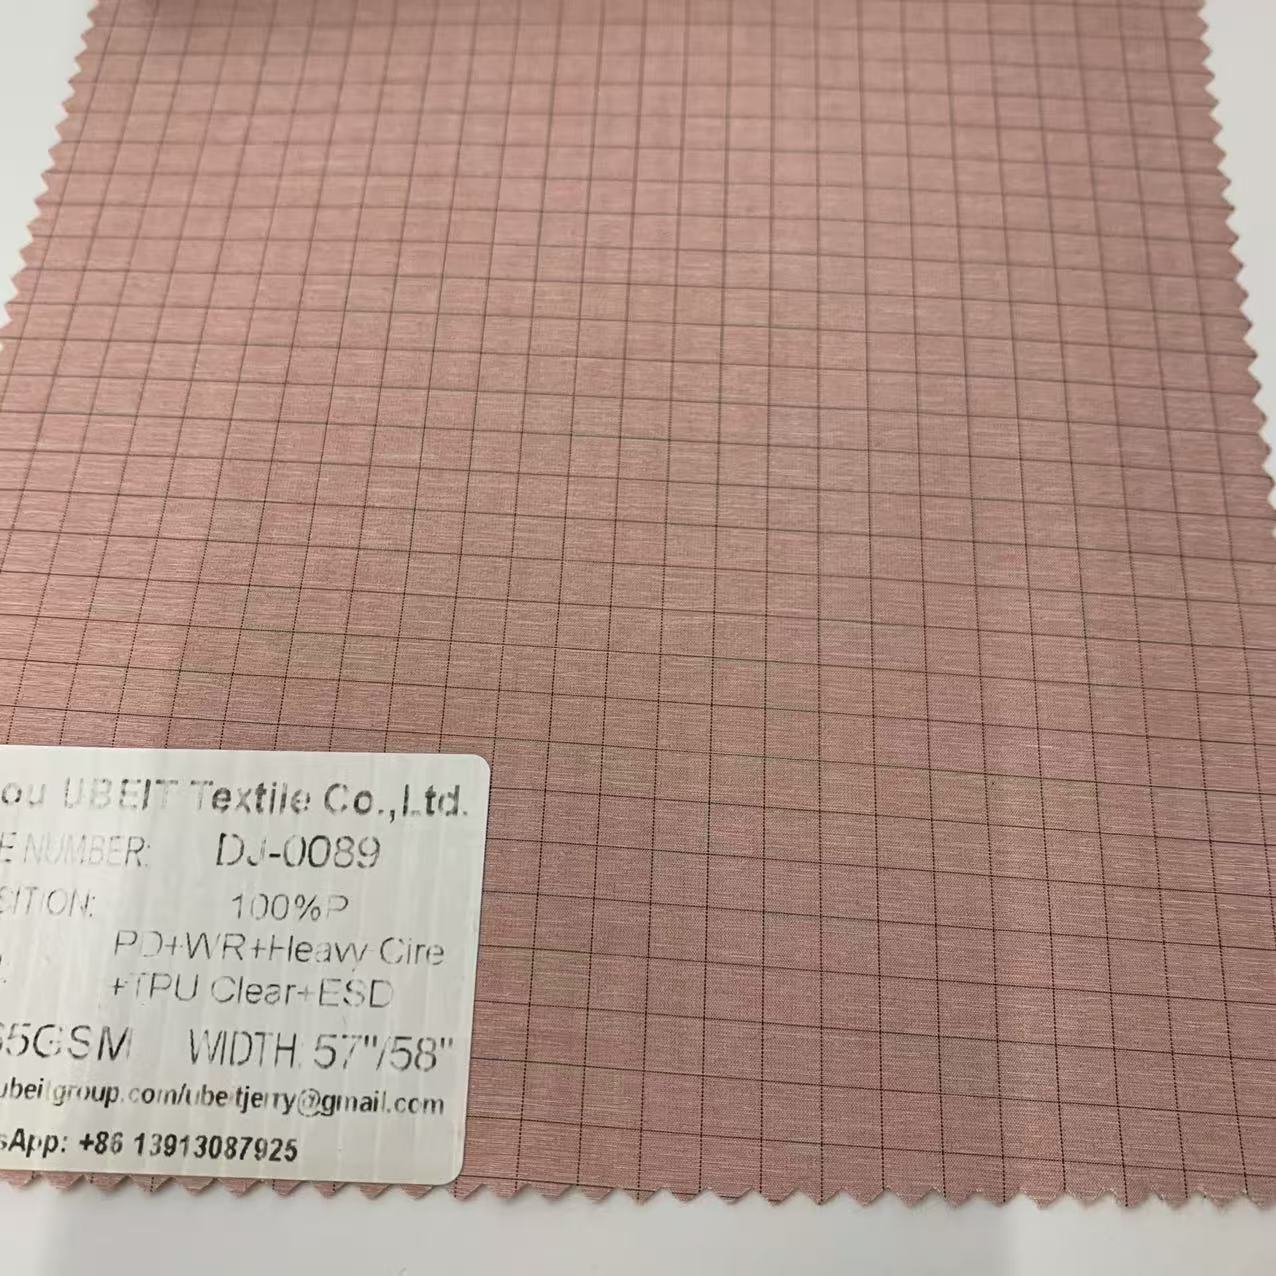 ou UBEIT Textile Co.,Ltd.
E NUMBER: DJ-0089
SITION: 100%P
PD+WR+Heavy Cire
+TPU Clear+ESD
65GSM WIDTH: 57"/58"
ubeitgroup.com/ubeitjerry@gmail.com
sApp: +86 13913087925